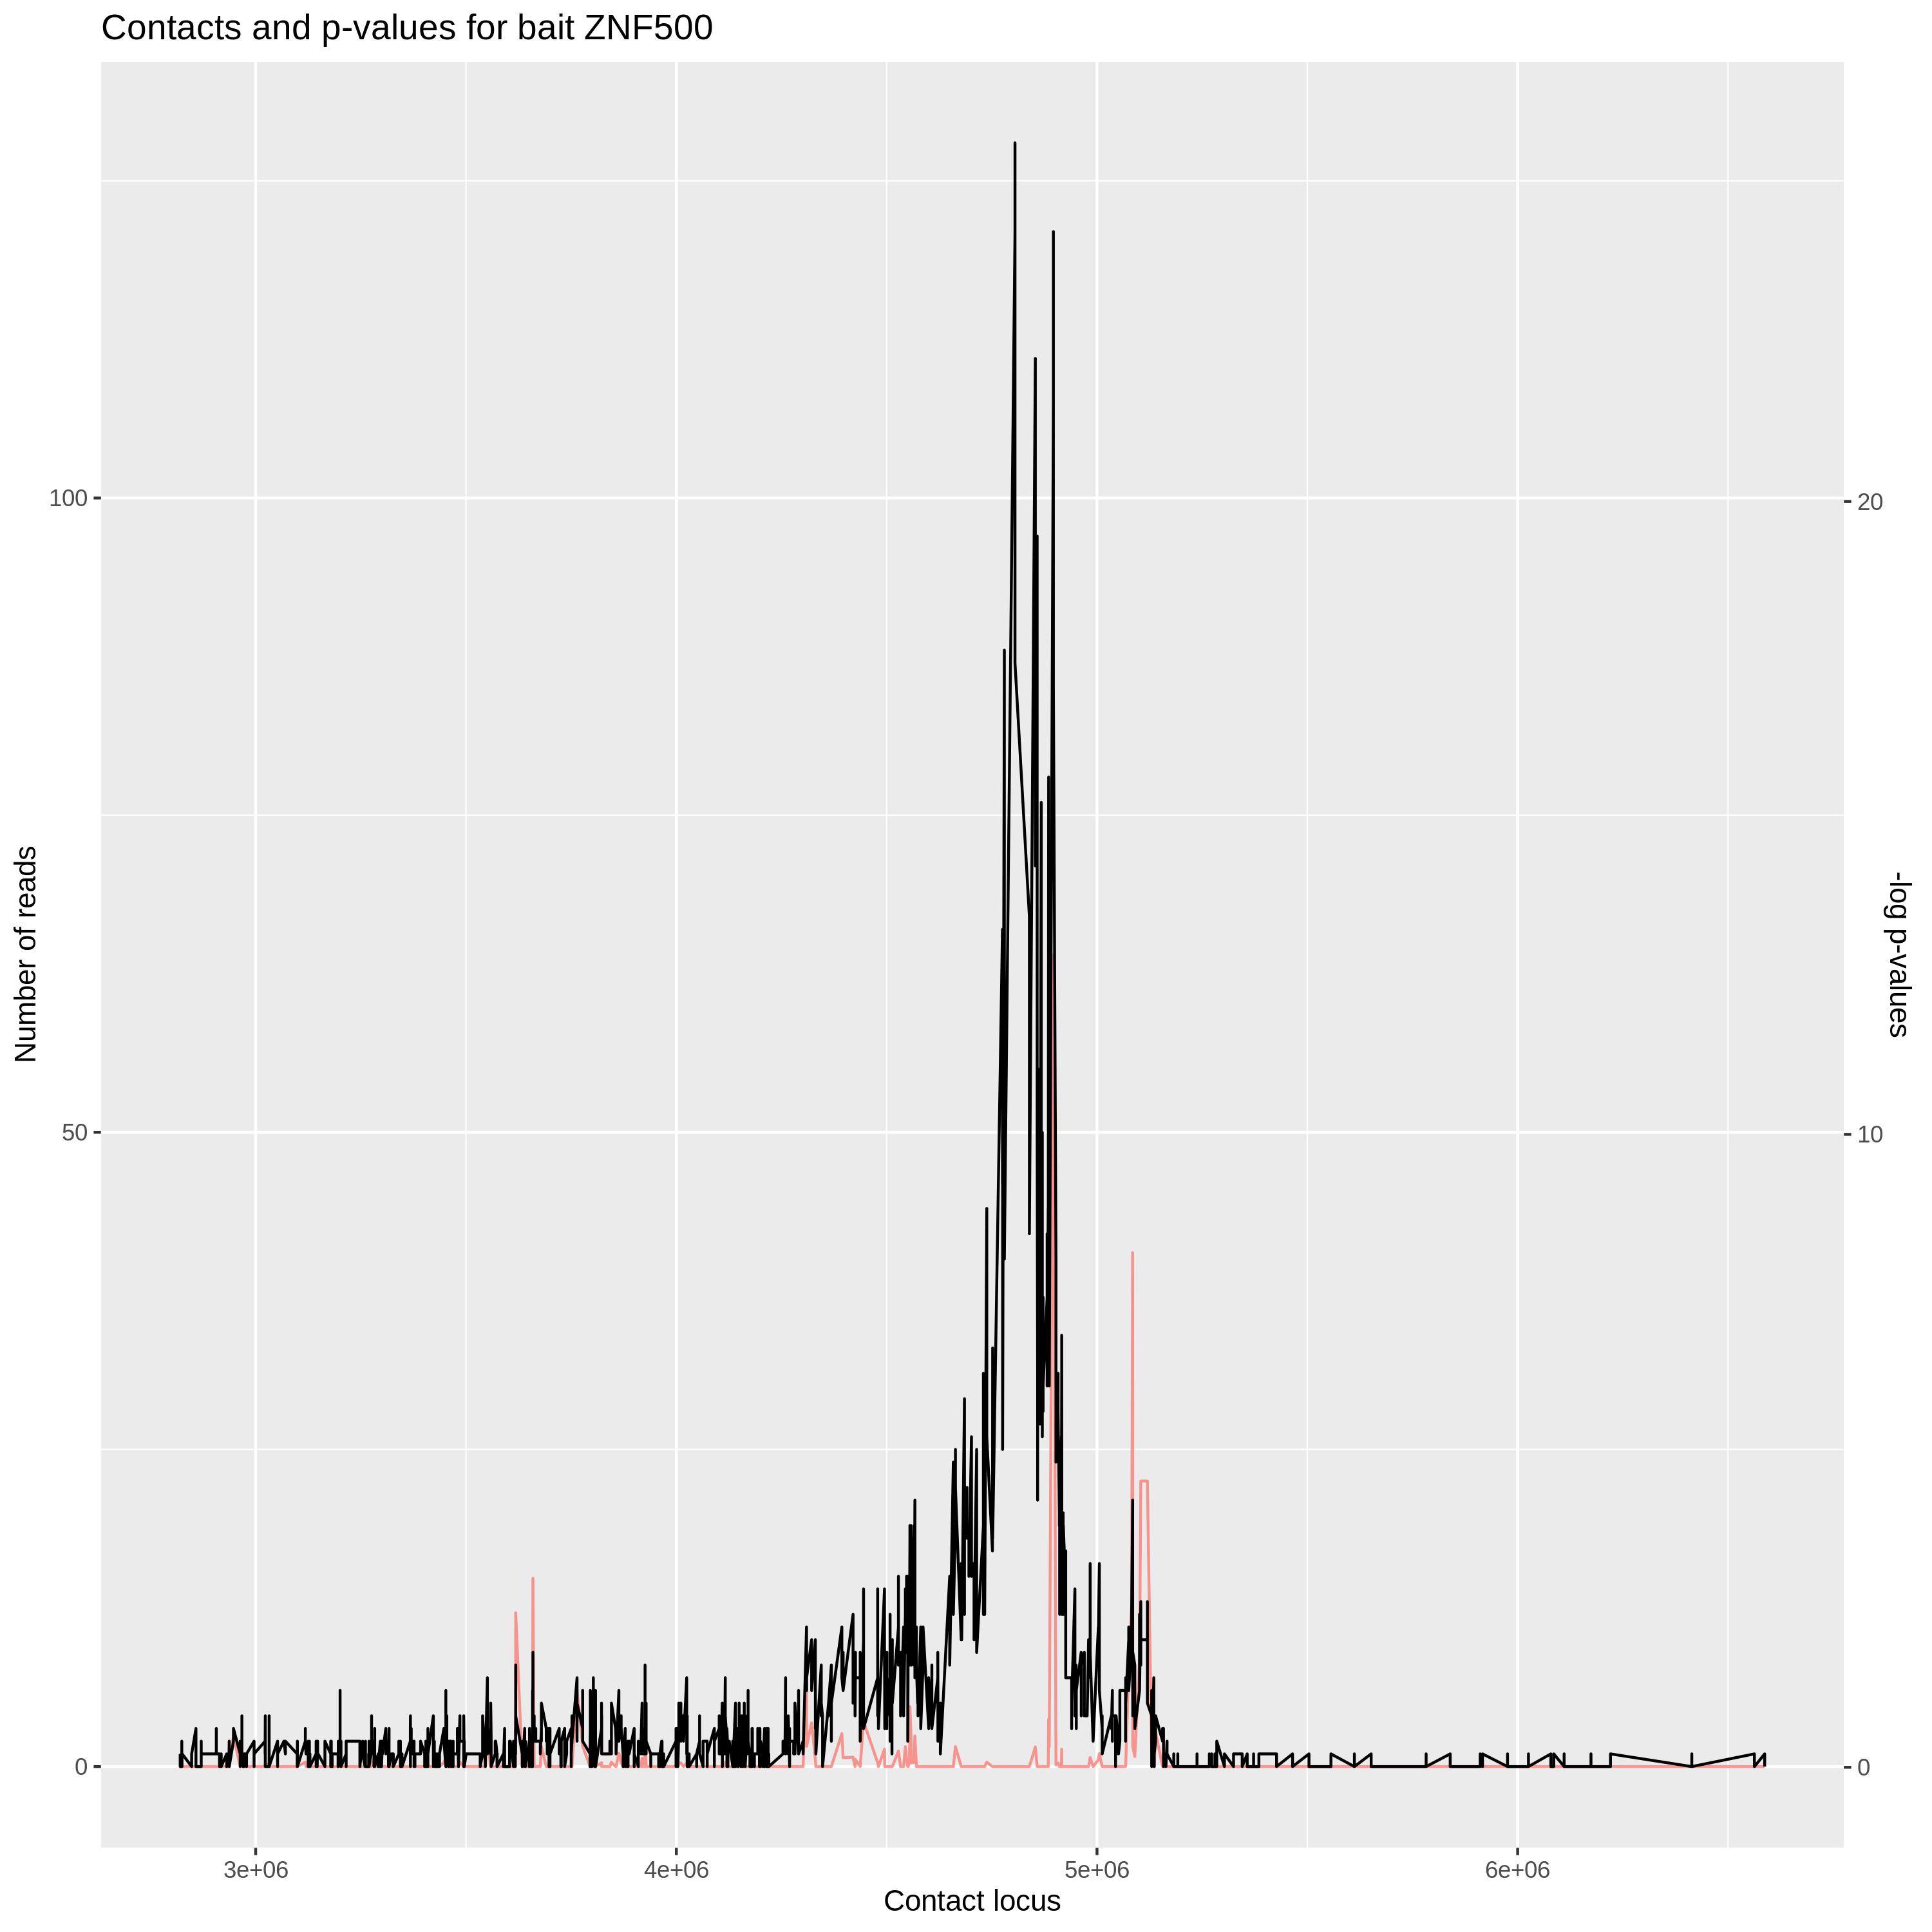 Contacts and p-values for bait ZNF500
Number of reads
100
50
0
20
10
0
-log p-values
3e+06
4e+06
5e+06
6e+06
Contact locus